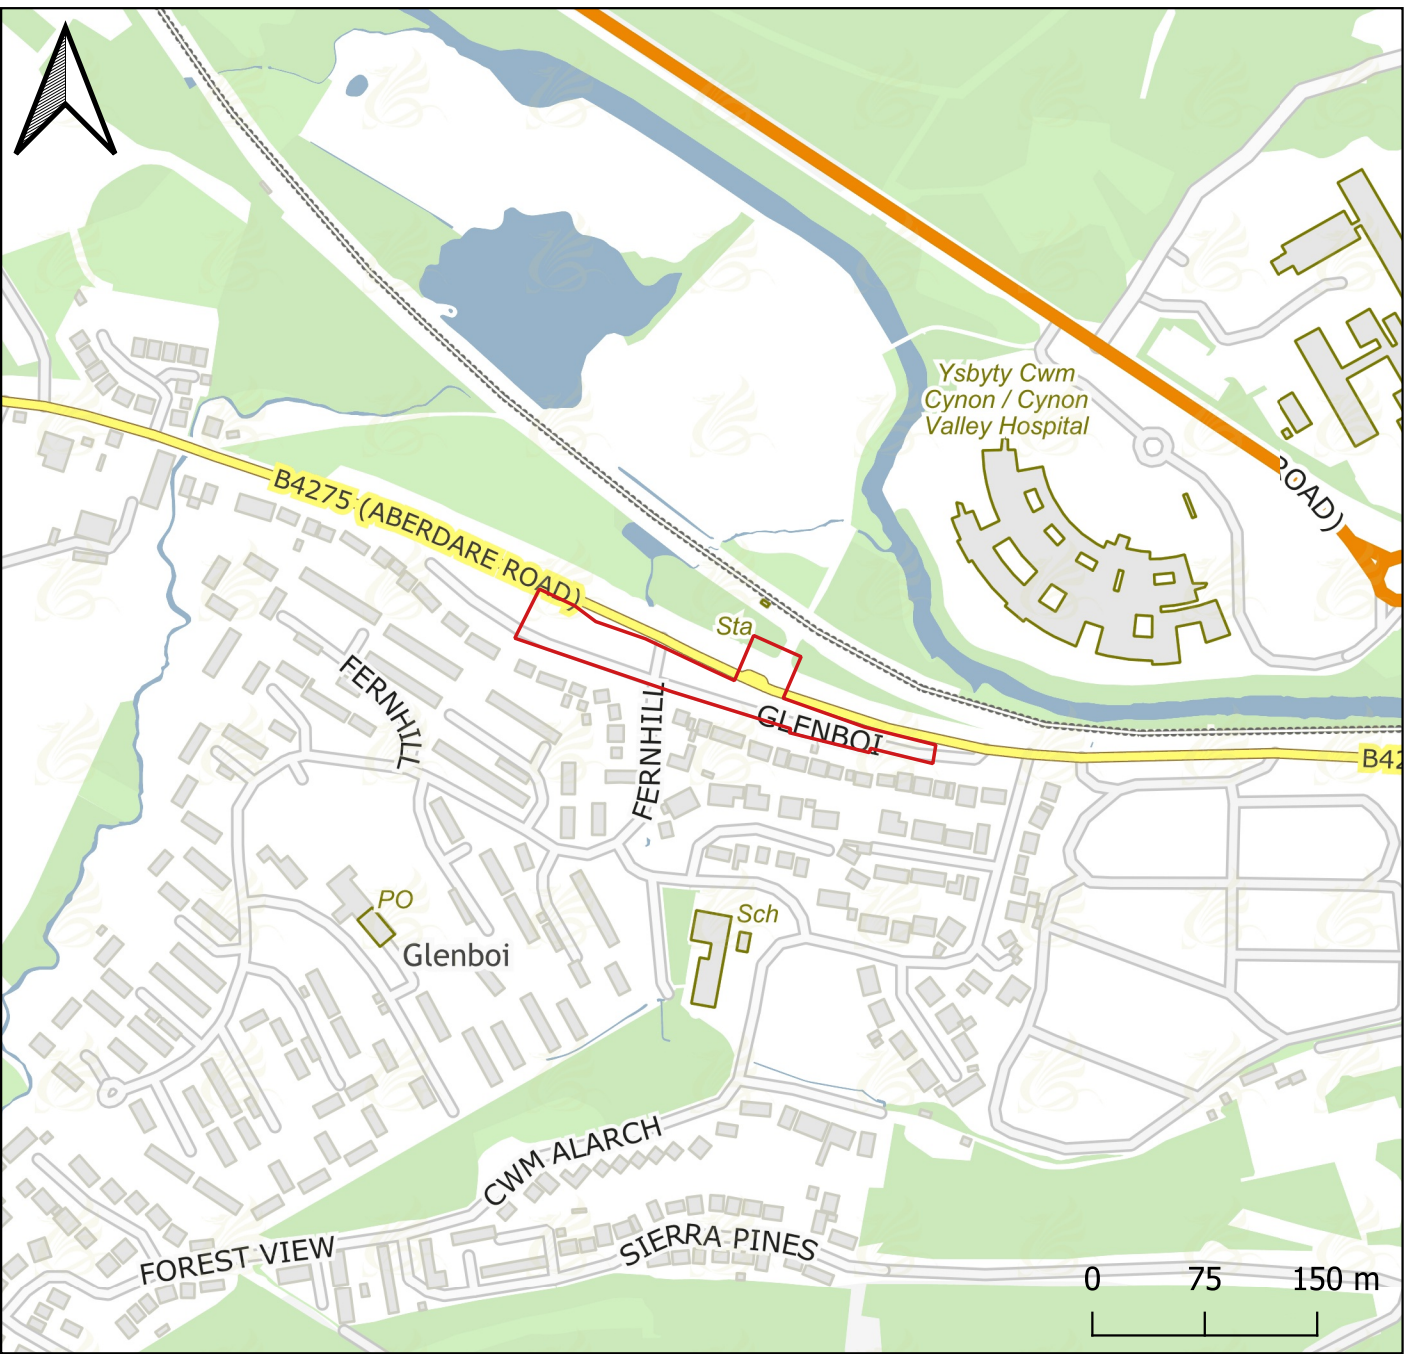 Ysbyty Cwm
Cynon / Cynon
Valley Hospital
ROAD)
B4275 (ABERDARE ROAD)
Sta
FERNHILL
FERNHILL
GLENBOI
B42
PO
Sch
Glenboi
CWM ALARCH
FOREST VIEW
SIERRA PINES
0 75 150 m